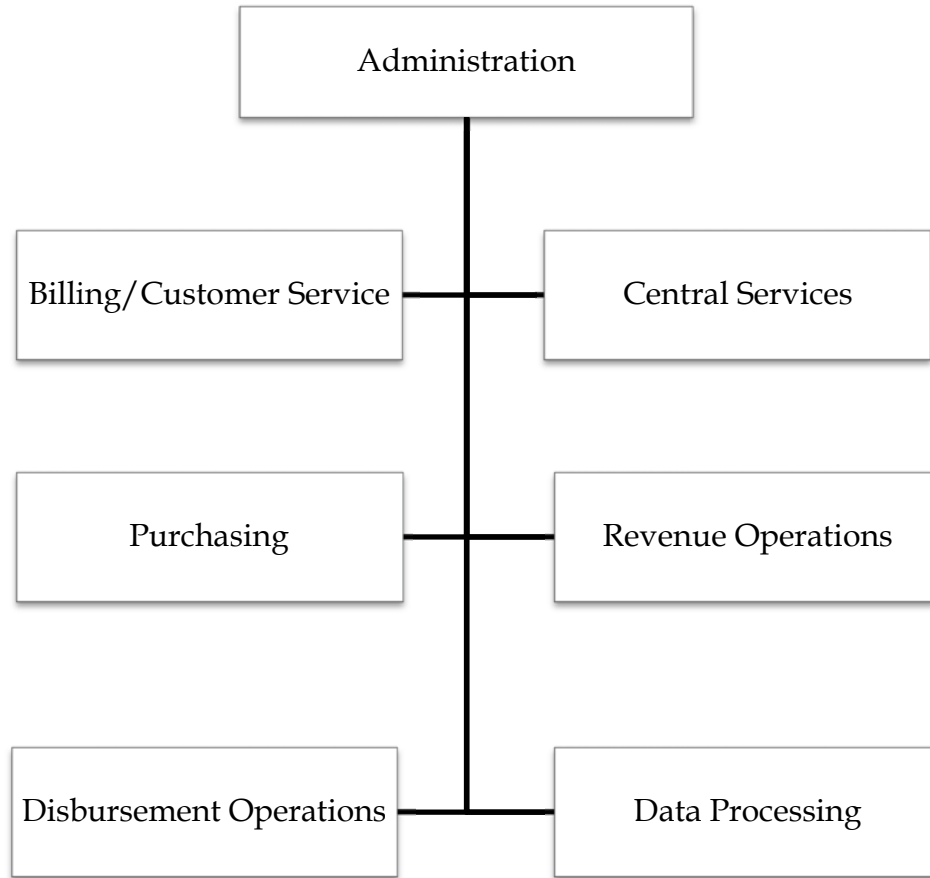 Administration
Billing/Customer Service
Central Services
Purchasing
Revenue Operations
Disbursement Operations
Data Processing